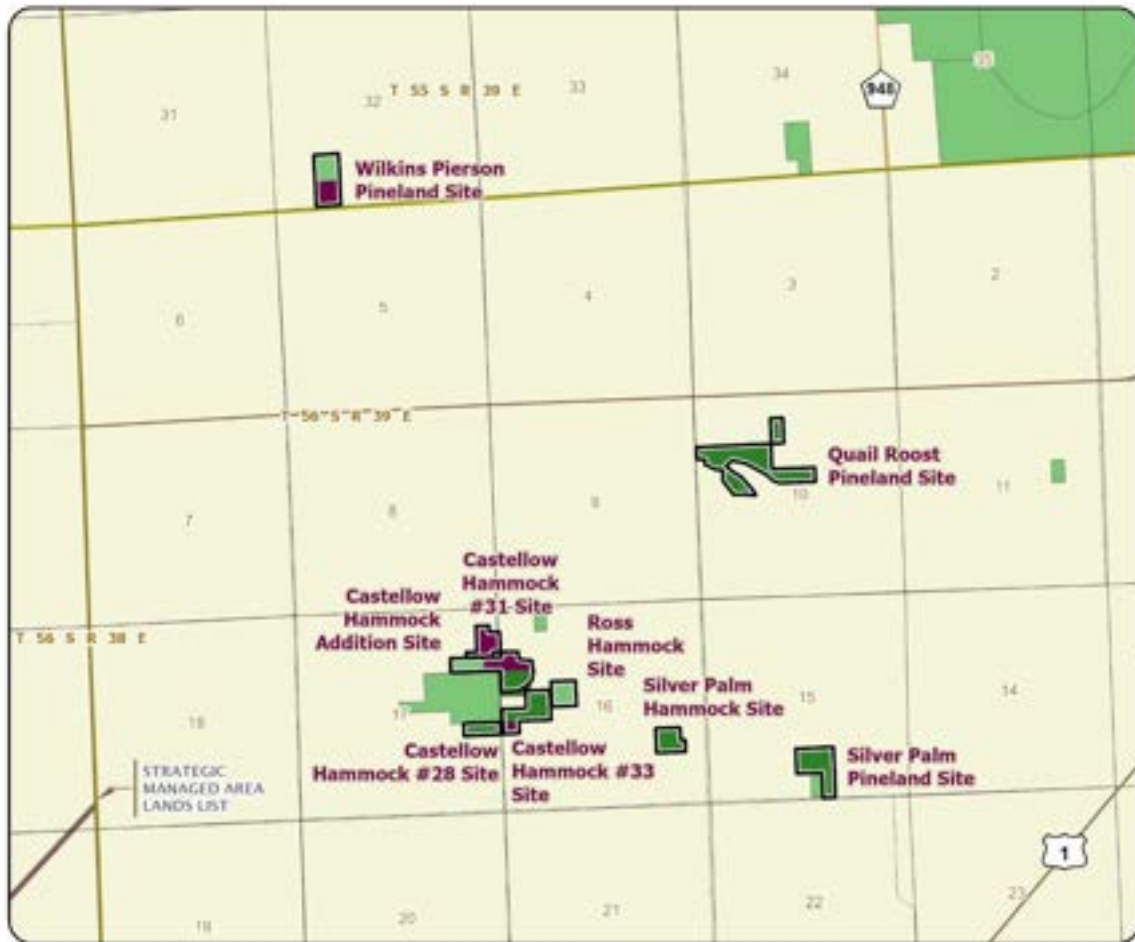 31
32
T 55 S R 39 E
33
34
948
35
Wilkins Pierson
Pineland Site
6
5
4
3
2
T 56 S R 39 E
7
8
9
10
11
Quail Roost
Pineland Site
Castellow
Hammock
#31 Site
Castellow
Hammock
Addition Site
Ross
Hammock
Site
T 56 S R 38 E
18
17
16
15
14
Silver Palm
Hammock Site
Castellow
Hammock #28 Site
Castellow
Hammock #33
Site
Silver Palm
Pineland Site
STRATEGIC
MANAGED AREA
LANDS LIST
1
19
20
21
22
23